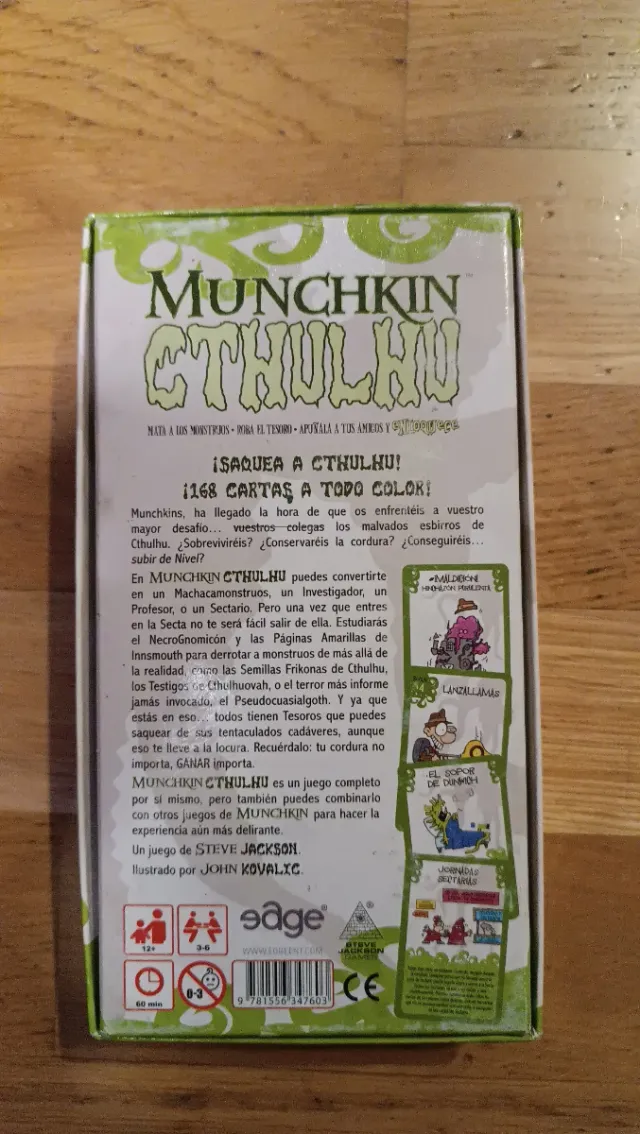 MUNCHKIN™
CTHULHU
MATA A LOS MONSTRUOS - ROBA EL TESORO - APUÑALA A TUS AMIGOS Y ENLOQUECE
¡SAQUEA A CTHULHU!
¡168 CARTAS A TODO COLOR!
Munchkins, ha llegado la hora de que os enfrentéis a vuestro
mayor desafío... vuestros colegas los malvados esbirros de
Cthulhu. ¿Sobreviviréis? ¿Conservaréis la cordura? ¿Conseguiréis...
subir de Nivel?
En MUNCHKIN CTHULHU puedes convertirte
en un Machacamonstruos, un Investigador, un
Profesor, o un Sectario. Pero una vez que entres
en la Secta no te será fácil salir de ella. Estudiarás
el NecroGnomicón y las Páginas Amarillas de
Innsmouth para derrotar a monstruos de más allá de
la realidad, como las Semillas Frikonas de Cthulhu,
los Testigos de Cthulhuovah, o el terror más informe
jamás invocado, el Pseudocuasialgoth. Y ya que
estás en eso... todos tienen Tesoros que puedes
saquear de sus tentaculados cadáveres, aunque
eso te lleve a la locura. Recuérdalo: tu cordura no
importa, GANAR importa.
MUNCHKIN CTHULHU es un juego completo
por sí mismo, pero también puedes combinarlo
con otros juegos de MUNCHKIN para hacer la
experiencia aún más delirante.
Un juego de STEVE JACKSON.
Ilustrado por JOHN KOVALIC.
¡MALDICIÓN!
HINCHAZÓN PURULENTA
LANZALLAMAS
EL SOPOR
DE DUNWICH
JORNADAS
SECTARIAS
12+
3-6
edge®
WWW.EDGEENT.COM
STEVE
JACKSON
GAMES
®
60 min
0-3
9 781556 347603
CE